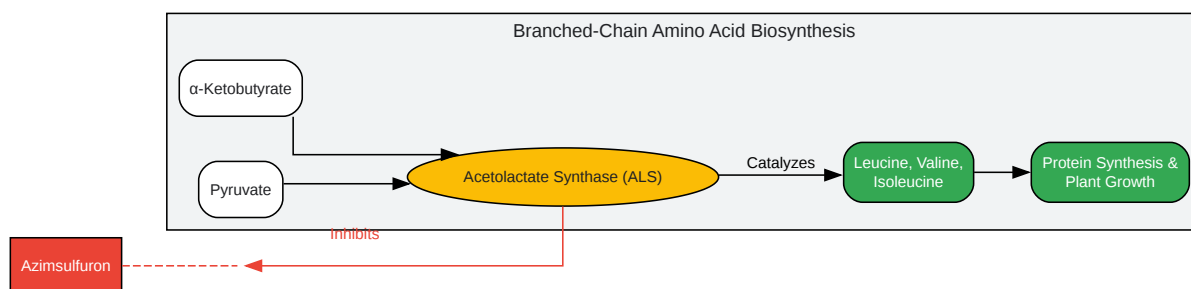 Branched-Chain Amino Acid Biosynthesis
α-Ketobutyrate
Pyruvate
Acetolactate Synthase (ALS)
Catalyzes
Leucine, Valine,
Isoleucine
Protein Synthesis &
Plant Growth
Inhibits
Azimsulfuron